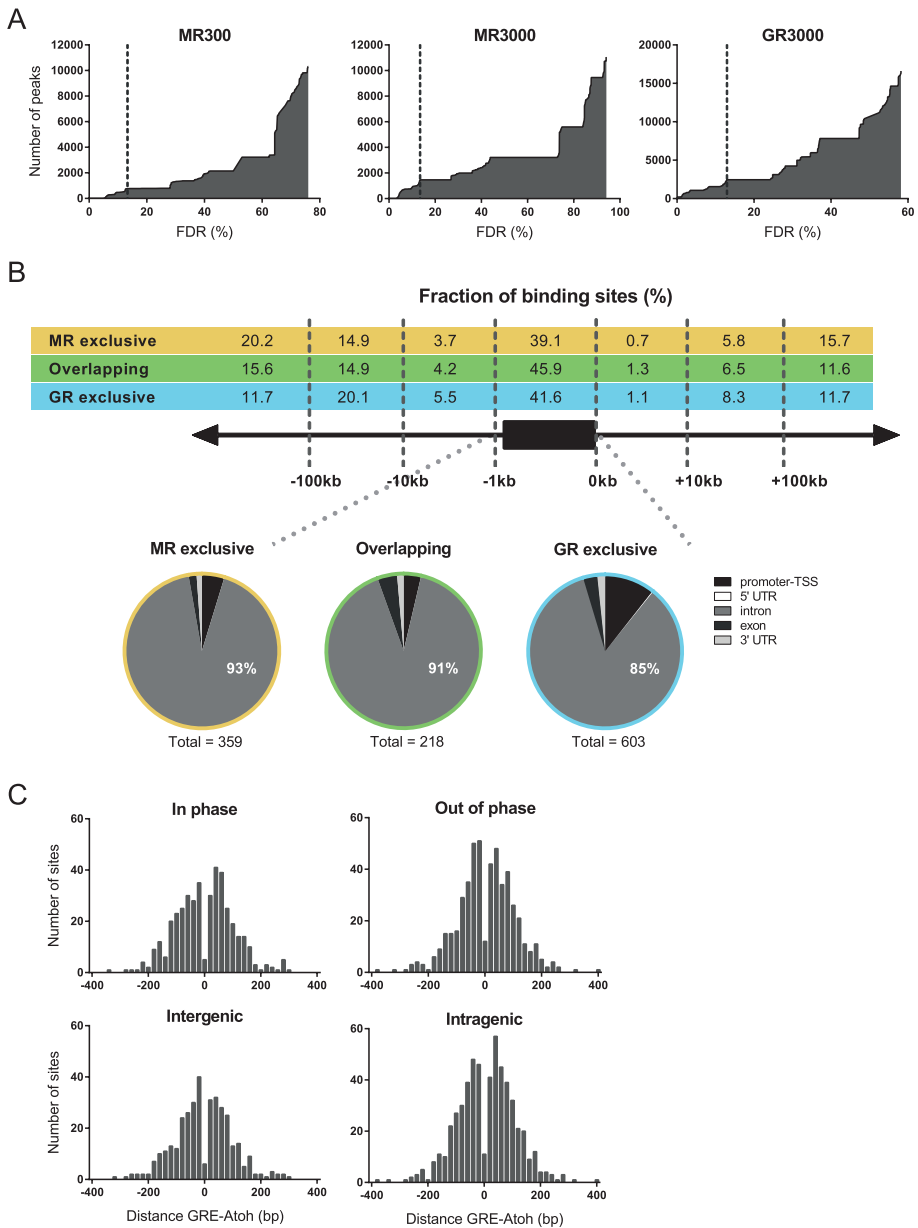 A
MR300
MR3000
GR3000
Number of peaks
12000
10000
8000
6000
4000
2000
0
0 20 40 60 80
FDR (%)
12000
10000
8000
6000
4000
2000
0
0 20 40 60 80 100
FDR (%)
20000
15000
10000
5000
0
0 20 40 60
FDR (%)
B
Fraction of binding sites (%)
MR exclusive 20.2 14.9 3.7 39.1 0.7 5.8 15.7
Overlapping 15.6 14.9 4.2 45.9 1.3 6.5 11.6
GR exclusive 11.7 20.1 5.5 41.6 1.1 8.3 11.7
-100kb -10kb -1kb 0kb +10kb +100kb
MR exclusive
93%
Total = 359
Overlapping
91%
Total = 218
GR exclusive
85%
Total = 603
promoter-TSS
5' UTR
intron
exon
3' UTR
C
In phase
Number of sites
60
40
20
0
-400 -200 0 200 400
Out of phase
60
40
20
0
-400 -200 0 200 400
Intergenic
Number of sites
60
40
20
0
-400 -200 0 200 400
Distance GRE-Atoh (bp)
Intragenic
60
40
20
0
-400 -200 0 200 400
Distance GRE-Atoh (bp)